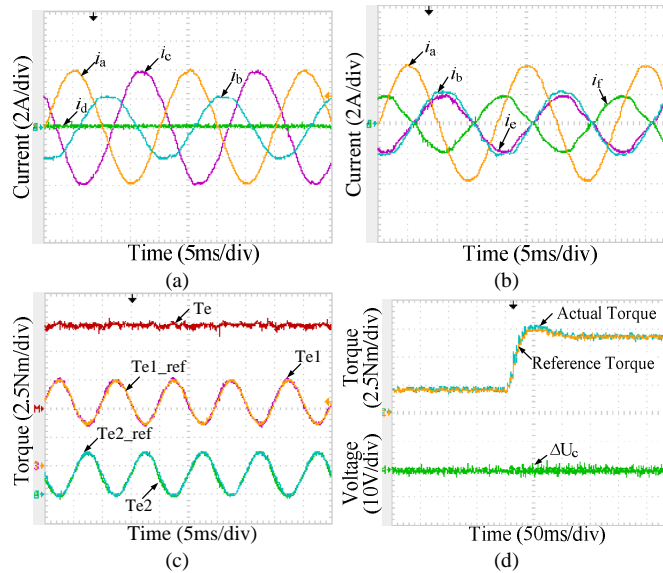 Current (2A/div)
ia
ic
ib
id
Time (5ms/div)
(a)
Current (2A/div)
ia
ib
if
ie
Time (5ms/div)
(b)
Torque (2.5Nm/div)
Te
Te1_ref
Te1
Te2_ref
Te2
Time (5ms/div)
(c)
Torque
(2.5Nm/div)
Actual Torque
Reference Torque
Voltage
(10V/div)
ΔUc
Time (50ms/div)
(d)